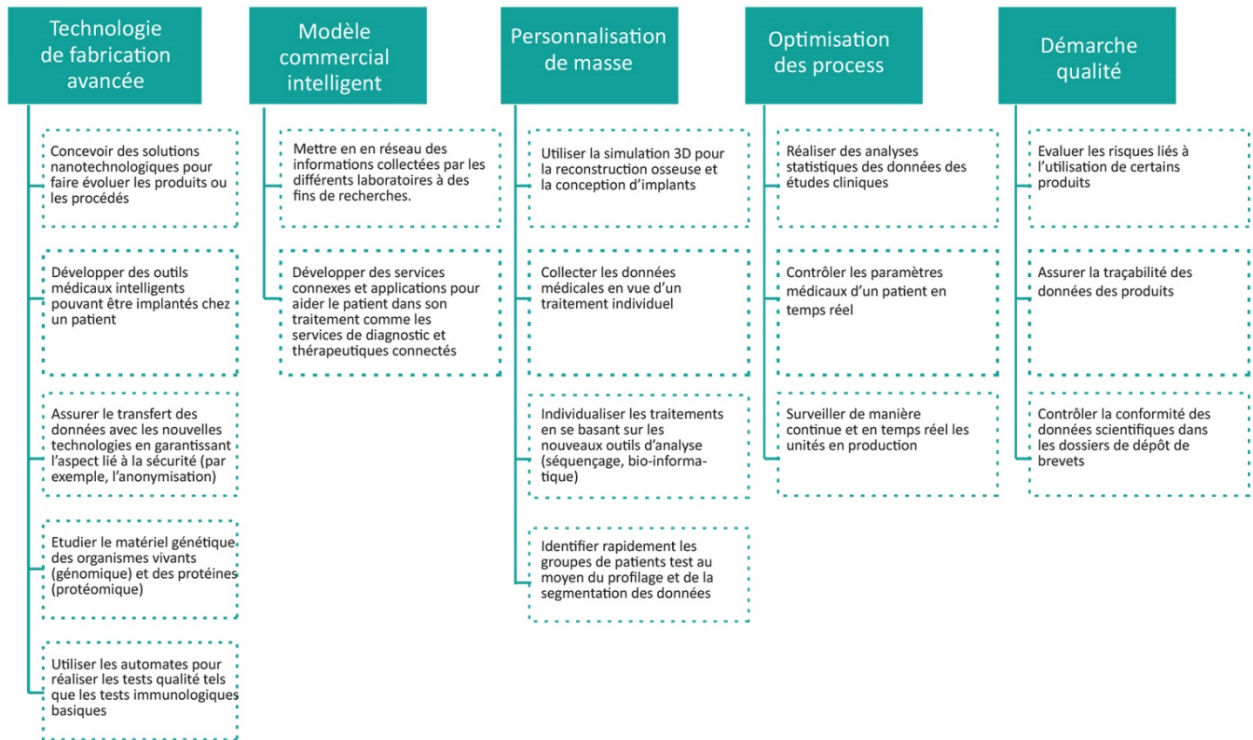 Technologie
de fabrication
avancée
Concevoir des solutions
nanotechnologiques pour
faire évoluer les produits ou
les procédés
Développer des outils
médicaux intelligents
pouvant être implantés chez
un patient
Assurer le transfert des
données avec les nouvelles
technologies en garantissant
l'aspect lié à la sécurité (par
exemple, l'anonymisation)
Etudier le matériel génétique
des organismes vivants
(génomique) et des protéines
(protéomique)
Utiliser les automates pour
réaliser les tests qualité tels
que les tests immunologiques
basiques
Modèle
commercial
intelligent
Mettre en en réseau des
informations collectées par les
différents laboratoires à des
fins de recherches.
Développer des services
connexes et applications pour
aider le patient dans son
traitement comme les
services de diagnostic et
thérapeutiques connectés
Personnalisation
de masse
Utiliser la simulation 3D pour
la reconstruction osseuse et
la conception d'implants
Collecter les données
médicales en vue d'un
traitement individuel
Individualiser les traitements
en se basant sur les
nouveaux outils d'analyse
(séquençage, bio-informa-
tique)
Identifier rapidement les
groupes de patients test au
moyen du profilage et de la
segmentation des données
Optimisation
des process
Réaliser des analyses
statistiques des données des
études cliniques
Contrôler les paramètres
médicaux d'un patient en
temps réel
Surveiller de manière
continue et en temps réel les
unités en production
Démarche
qualité
Evaluer les risques liés à
l'utilisation de certains
produits
Assurer la traçabilité des
données des produits
Contrôler la conformité des
données scientifiques dans
les dossiers de dépôt de
brevets